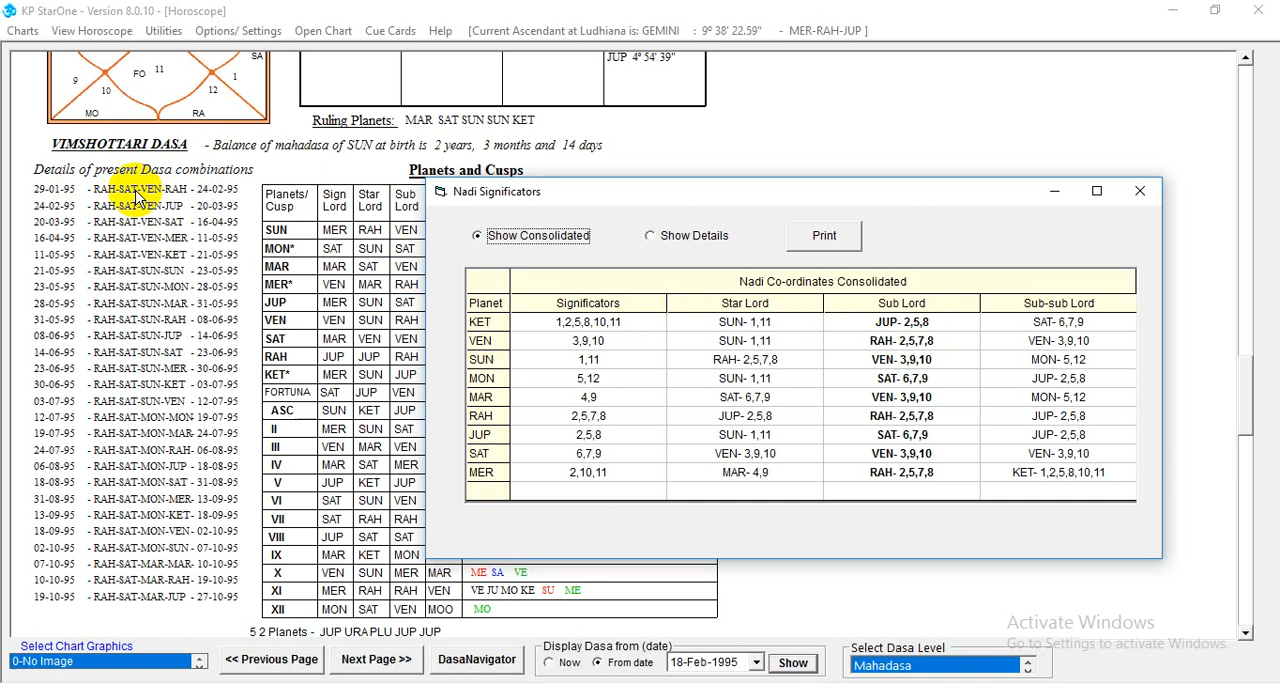 KP StarOne - Version 8.0.10 - [Horoscope]
Charts View Horoscope Utilities Options/ Settings Open Chart Cue Cards Help [Current Ascendant at Ludhiana is: GEMINI : 9° 38' 22.59" - MER-RAH-JUP ]
SA
JUP 4° 54' 39"
9 FO 11 1
10 12
MO RA
Ruling Planets: MAR SAT SUN SUN KET
VIMSHOTTARI DASA - Balance of mahadasa of SUN at birth is 2 years, 3 months and 14 days
Details of present Dasa combinations
29-01-95 - RAH-SAT-VEN-RAH - 24-02-95
24-02-95 - RAH-SAT-VEN-JUP - 20-03-95
20-03-95 - RAH-SAT-VEN-SAT - 16-04-95
16-04-95 - RAH-SAT-VEN-MER - 11-05-95
11-05-95 - RAH-SAT-VEN-KET - 21-05-95
21-05-95 - RAH-SAT-SUN-SUN - 23-05-95
23-05-95 - RAH-SAT-SUN-MON - 28-05-95
28-05-95 - RAH-SAT-SUN-MAR - 31-05-95
31-05-95 - RAH-SAT-SUN-RAH - 08-06-95
08-06-95 - RAH-SAT-SUN-JUP - 14-06-95
14-06-95 - RAH-SAT-SUN-SAT - 23-06-95
23-06-95 - RAH-SAT-SUN-MER - 30-06-95
30-06-95 - RAH-SAT-SUN-KET - 03-07-95
03-07-95 - RAH-SAT-SUN-VEN - 12-07-95
12-07-95 - RAH-SAT-MON-MON- 19-07-95
19-07-95 - RAH-SAT-MON-MAR- 24-07-95
24-07-95 - RAH-SAT-MON-RAH- 06-08-95
06-08-95 - RAH-SAT-MON-JUP - 18-08-95
18-08-95 - RAH-SAT-MON-SAT - 31-08-95
31-08-95 - RAH-SAT-MON-MER- 13-09-95
13-09-95 - RAH-SAT-MON-KET- 18-09-95
18-09-95 - RAH-SAT-MON-VEN- 02-10-95
02-10-95 - RAH-SAT-MON-SUN - 07-10-95
07-10-95 - RAH-SAT-MAR-MAR- 10-10-95
10-10-95 - RAH-SAT-MAR-RAH - 19-10-95
19-10-95 - RAH-SAT-MAR-JUP - 27-10-95
Planets and Cusps
Planets/ Cusp Sign Lord Star Lord Sub Lord
SUN MER RAH VEN
MON* SAT SUN SAT
MAR MAR SAT VEN
MER* VEN MAR RAH
JUP MER SUN SAT
VEN VEN SUN RAH
SAT MAR VEN VEN
RAH JUP JUP RAH
KET* MER SUN JUP
FORTUNA SAT JUP VEN
ASC SUN KET JUP
II MER SUN SAT
III VEN MAR VEN
IV MAR SAT MER
V JUP KET JUP
VI SAT SUN VEN
VII SAT RAH RAH
VIII JUP SAT SAT
IX MAR KET MON
X VEN SUN MER MAR ME SA VE
XI MER RAH RAH VEN VE JU MO KE SU ME
XII MON SAT VEN MOO MO
5 2 Planets - JUP URA PLU JUP JUP
Nadi Significators
Show Consolidated Show Details Print
Nadi Co-ordinates Consolidated
Planet Significators Star Lord Sub Lord Sub-sub Lord
KET 1,2,5,8,10,11 SUN- 1,11 JUP- 2,5,8 SAT- 6,7,9
VEN 3,9,10 SUN- 1,11 RAH- 2,5,7,8 VEN- 3,9,10
SUN 1,11 RAH- 2,5,7,8 VEN- 3,9,10 MON- 5,12
MON 5,12 SUN- 1,11 SAT- 6,7,9 JUP- 2,5,8
MAR 4,9 SAT- 6,7,9 VEN- 3,9,10 MON- 5,12
RAH 2,5,7,8 JUP- 2,5,8 RAH- 2,5,7,8 JUP- 2,5,8
JUP 2,5,8 SUN- 1,11 SAT- 6,7,9 JUP- 2,5,8
SAT 6,7,9 VEN- 3,9,10 VEN- 3,9,10 VEN- 3,9,10
MER 2,10,11 MAR- 4,9 RAH- 2,5,7,8 KET- 1,2,5,8,10,11
Activate Windows
Go to Settings to activate Windows.
Select Chart Graphics
0-No Image
<< Previous Page Next Page >> DasaNavigator
Display Dasa from (date)
Now From date 18-Feb-1995 Show
Select Dasa Level
Mahadasa